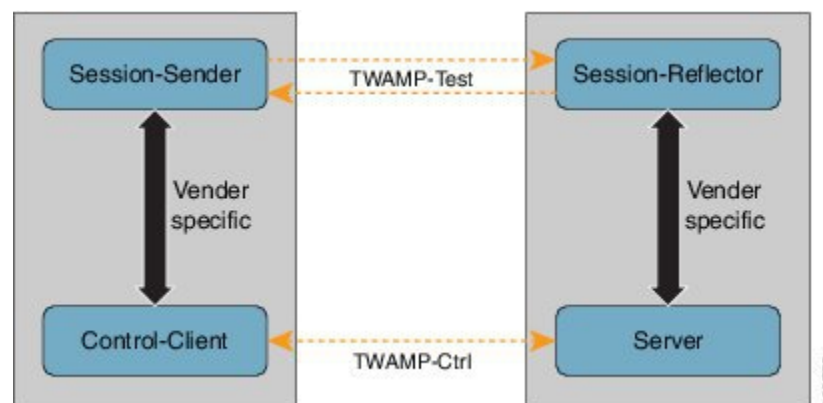 Session-Sender
TWAMP-Test
Session-Reflector
Vender
specific
Vender
specific
Control-Client
TWAMP-Ctrl
Server